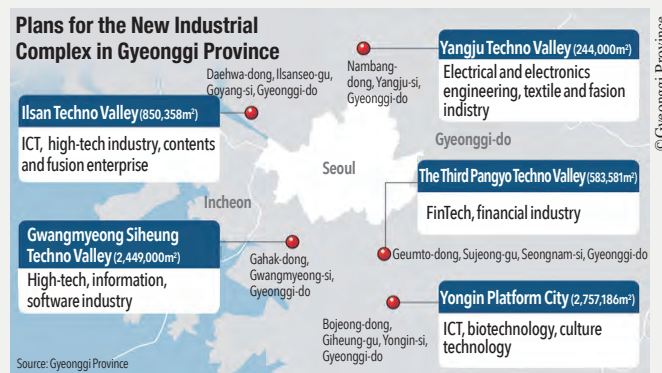 Plans for the New Industrial
Complex in Gyeonggi Province
Daehwa-dong, Ilsanseo-gu,
Goyang-si, Gyeonggi-do
Ilsan Techno Valley (850,358m²)
ICT, high-tech industry, contents
and fusion enterprise
Nambang-
dong, Yangju-si,
Gyeonggi-do
Yangju Techno Valley (244,000m²)
Electrical and electronics
engineering, textile and fasion
indistry
©Gyeonggi Province
Gyeonggi-do
Seoul
Incheon
The Third Pangyo Techno Valley (583,581m²)
FinTech, financial industry
Geumto-dong, Sujeong-gu, Seongnam-si, Gyeonggi-do
Gwangmyeong Siheung
Techno Valley (2,449,000m²)
High-tech, information,
software industry
Gahak-dong,
Gwangmyeong-si,
Gyeonggi-do
Yongin Platform City (2,757,186m²)
ICT, biotechnology, culture
technology
Bojeong-dong,
Giheung-gu, Yongin-si,
Gyeonggi-do
Source: Gyeonggi Province